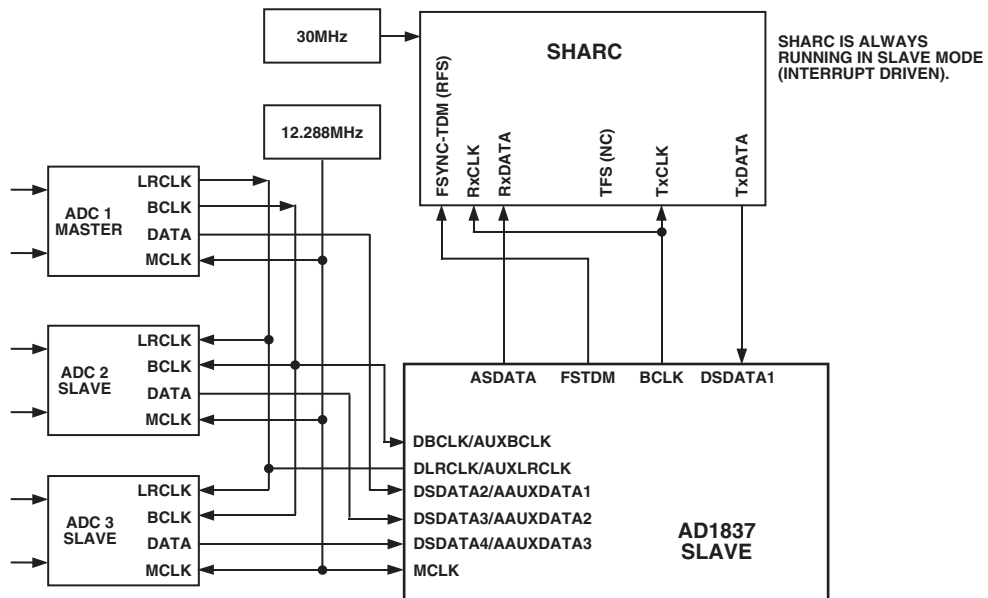 30MHz
SHARC
SHARC IS ALWAYS
RUNNING IN SLAVE MODE
(INTERRUPT DRIVEN).
FSYNC-TDM (RFS)
RxCLK
RxDATA
TFS (NC)
TxCLK
TxDATA
12.288MHz
ADC 1
MASTER
LRCLK
BCLK
DATA
MCLK
ADC 2
SLAVE
LRCLK
BCLK
DATA
MCLK
ADC 3
SLAVE
LRCLK
BCLK
DATA
MCLK
ASDATA
FSTDM
BCLK
DSDATA1
DBCLK/AUXBCLK
DLRCLK/AUXLRCLK
DSDATA2/AAUXDATA1
DSDATA3/AAUXDATA2
DSDATA4/AAUXDATA3
MCLK
AD1837
SLAVE